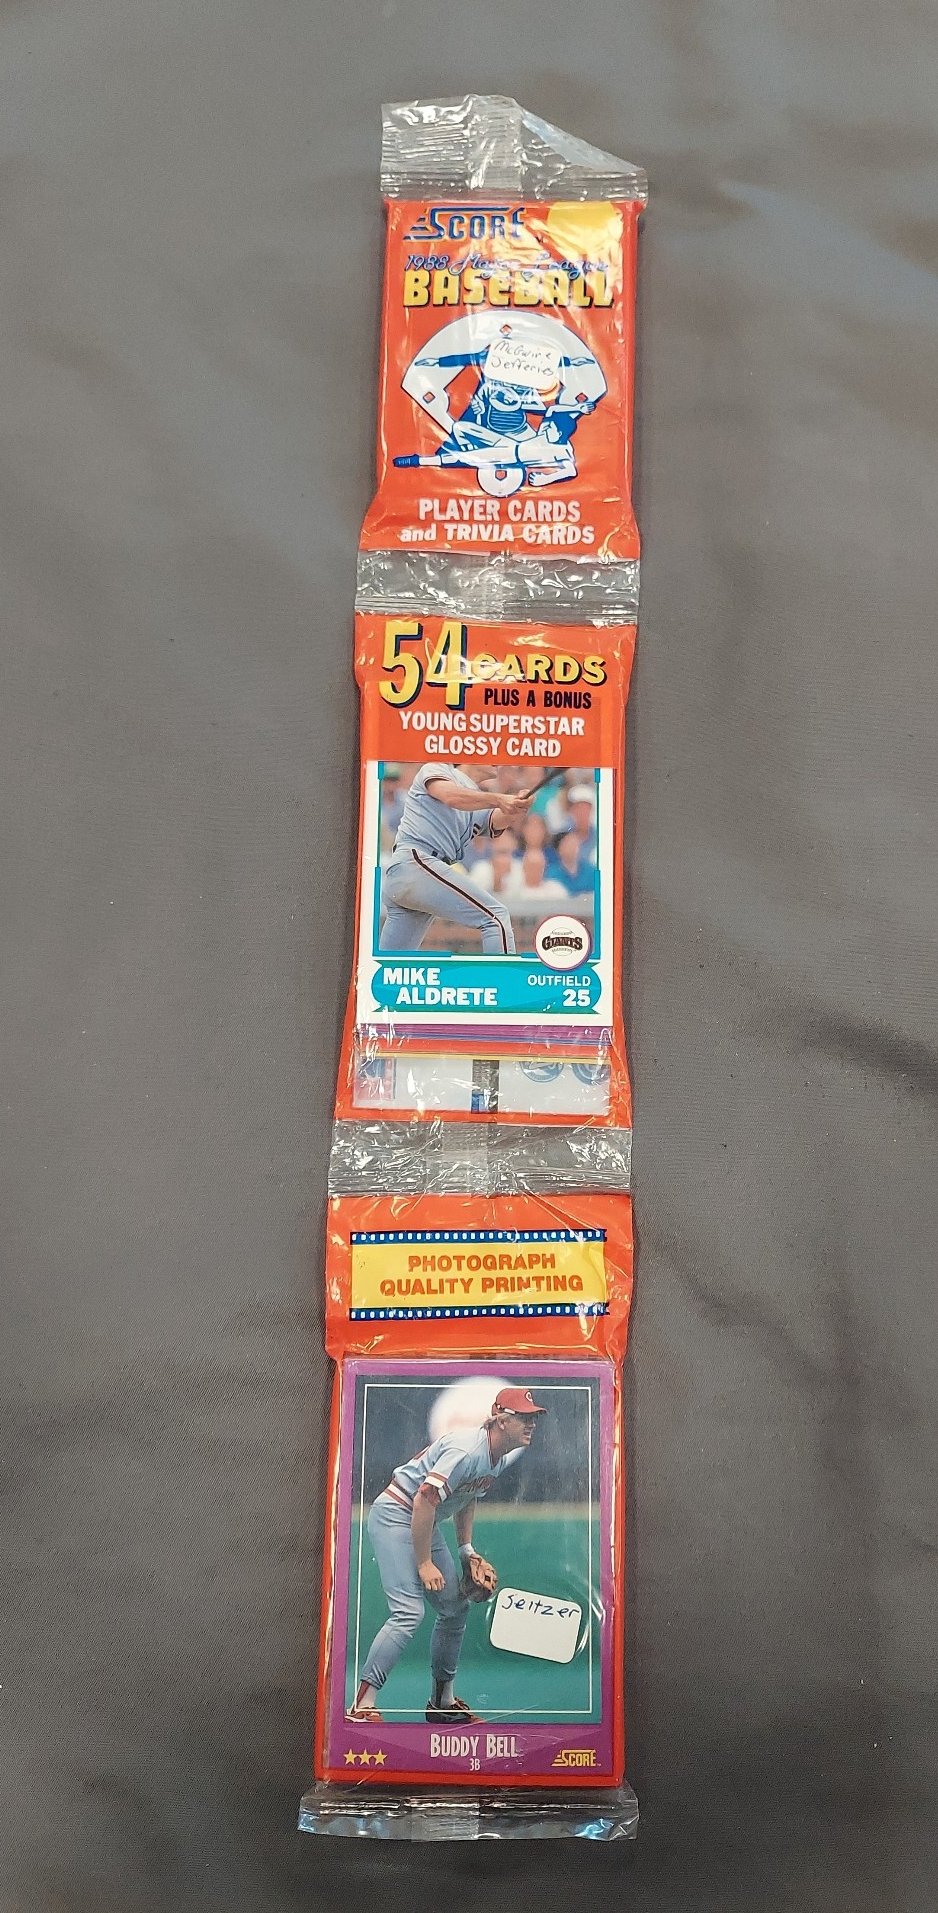 SCORE
1988 Major League
BASEBALL
McGwire
Jefferies
PLAYER CARDS
and TRIVIA CARDS
54 CARDS
PLUS A BONUS
YOUNG SUPERSTAR
GLOSSY CARD
GIANTS
MIKE
ALDRETE
OUTFIELD
25
PHOTOGRAPH
QUALITY PRINTING
Seitzer
BUDDY BELL
3B
SCORE